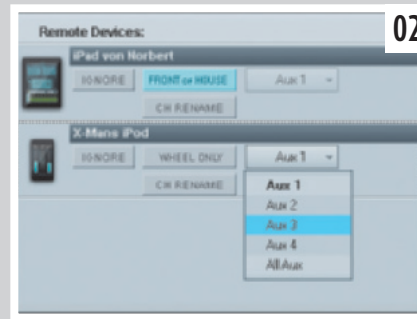 02
Remote Devices:
iPad von Norbert
IGNORE FRONT of HOUSE Aux 1
CH RENAME
X-Mans iPod
IGNORE WHEEL ONLY Aux 1
CH RENAME
Aux 1
Aux 2
Aux 3
Aux 4
All Aux